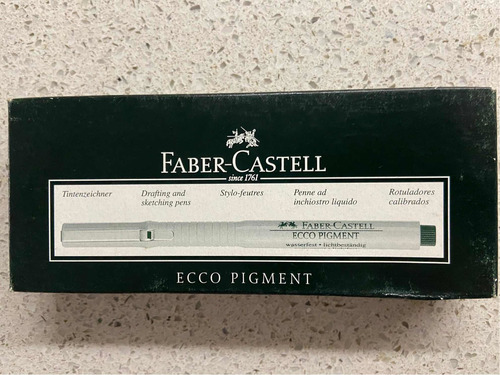 FABER-CASTELL
since 1761
Tintenzeichner
Drafting and
sketching pens
Stylo-feutres
Penne ad
inchiostro liquido
Rotuladores
calibrados
FABER-CASTELL
ECCO PIGMENT
wasserfest • lichtbeständig
ECCO PIGMENT